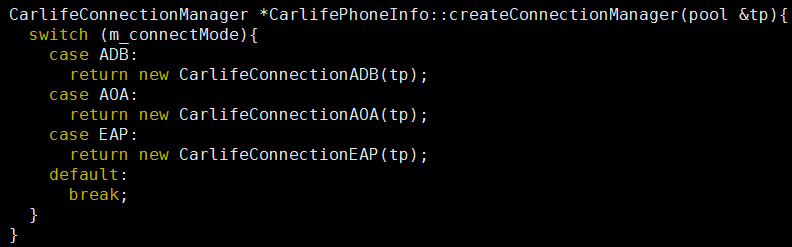 CarlifeConnectionManager *CarlifePhoneInfo::createConnectionManager(pool &tp){
  switch (m_connectMode){
    case ADB:
      return new CarlifeConnectionADB(tp);
    case AOA:
      return new CarlifeConnectionAOA(tp);
    case EAP:
      return new CarlifeConnectionEAP(tp);
    default:
      break;
  }
}